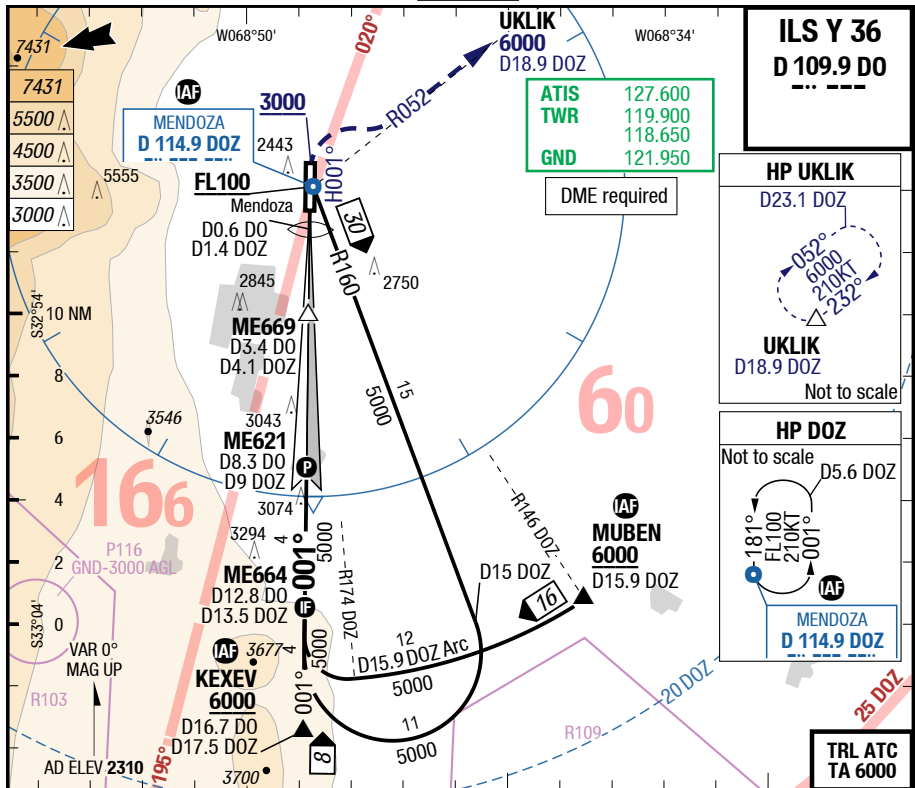 7431
7431
5500
4500
3500
3000
5555
W068°50'
020°
W068°34'
UKLIK
6000
D18.9 DOZ
ILS Y 36
D 109.9 DO
IAF
MENDOZA
D 114.9 DOZ
3000
2443
R052
H001°
FL100
Mendoza
D0.6 DO
D1.4 DOZ
30
R160
2750
ATIS 127.600
TWR 119.900
118.650
GND 121.950
DME required
HP UKLIK
D23.1 DOZ
052°
6000
210KT
232°
UKLIK
D18.9 DOZ
Not to scale
S32°54'
10 NM
8
6
4
2
0
S33°04'
2845
ME669
D3.4 DO
D4.1 DOZ
15
5000
60
3546
3043
ME621
D8.3 DO
D9 DOZ
P
3074
166
3294
P116
GND-3000 AGL
4
001°
5000
R174 DOZ
R146 DOZ
IAF
MUBEN
6000
D15.9 DOZ
D15 DOZ
16
ME664
D12.8 DO
D13.5 DOZ
IF
12
D15.9 DOZ Arc
5000
VAR 0°
MAG UP
R103
IAF
3677
KEXEV
6000
D16.7 DO
D17.5 DOZ
4
5000
001°
8
11
5000
20 DOZ
R109
HP DOZ
Not to scale
D5.6 DOZ
181°
FL100
210KT
001°
IAF
MENDOZA
D 114.9 DOZ
25 DOZ
AD ELEV 2310
195°
3700
TRL ATC
TA 6000